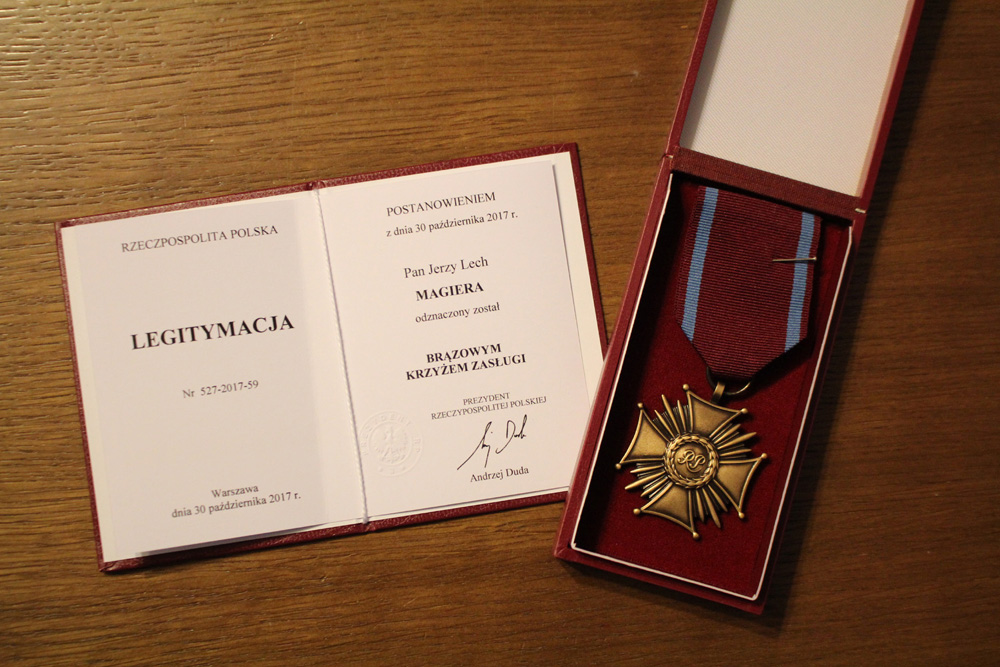 RZECZPOSPOLITA POLSKA
LEGITYMACJA
Nr 527-2017-59
Warszawa
dnia 30 października 2017 r.
POSTANOWIENIEM
z dnia 30 października 2017 r.
Pan Jerzy Lech
MAGIERA
odznaczony został
BRĄZOWYM
KRZYŻEM ZASŁUGI
PREZYDENT
RZECZYPOSPOLITEJ POLSKIEJ
Andrzej Duda
RP